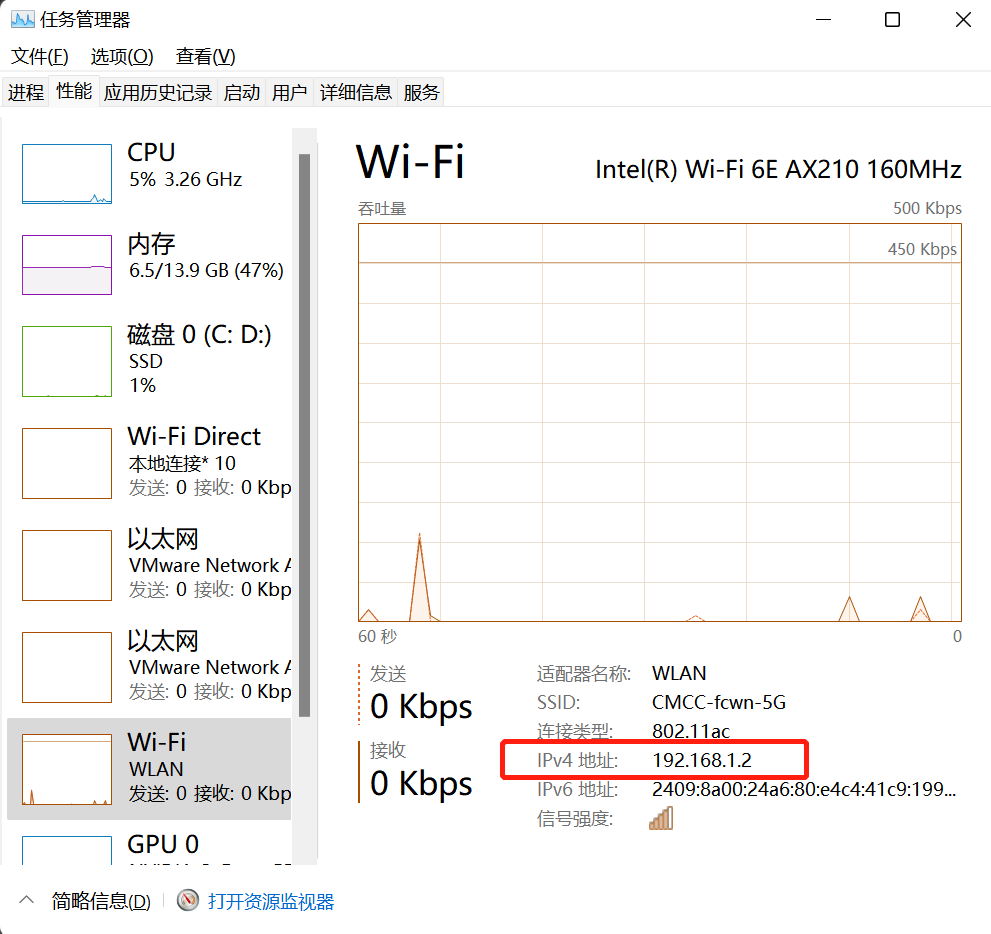 任务管理器
文件(F) 选项(O) 查看(V)
进程 性能 应用历史记录 启动 用户 详细信息 服务
CPU
5% 3.26 GHz
内存
6.5/13.9 GB (47%)
磁盘 0 (C: D:)
SSD
1%
Wi-Fi Direct
本地连接* 10
发送: 0 接收: 0 Kbp
以太网
VMware Network A
发送: 0 接收: 0 Kbp
以太网
VMware Network A
发送: 0 接收: 0 Kbp
Wi-Fi
WLAN
发送: 0 接收: 0 Kbp
GPU 0
Wi-Fi
Intel(R) Wi-Fi 6E AX210 160MHz
吞吐量 500 Kbps
450 Kbps
60 秒 0
发送
0 Kbps
接收
0 Kbps
适配器名称: WLAN
SSID: CMCC-fcwn-5G
连接类型: 802.11ac
IPv4 地址: 192.168.1.2
IPv6 地址: 2409:8a00:24a6:80:e4c4:41c9:199...
信号强度:
简略信息(D) 打开资源监视器